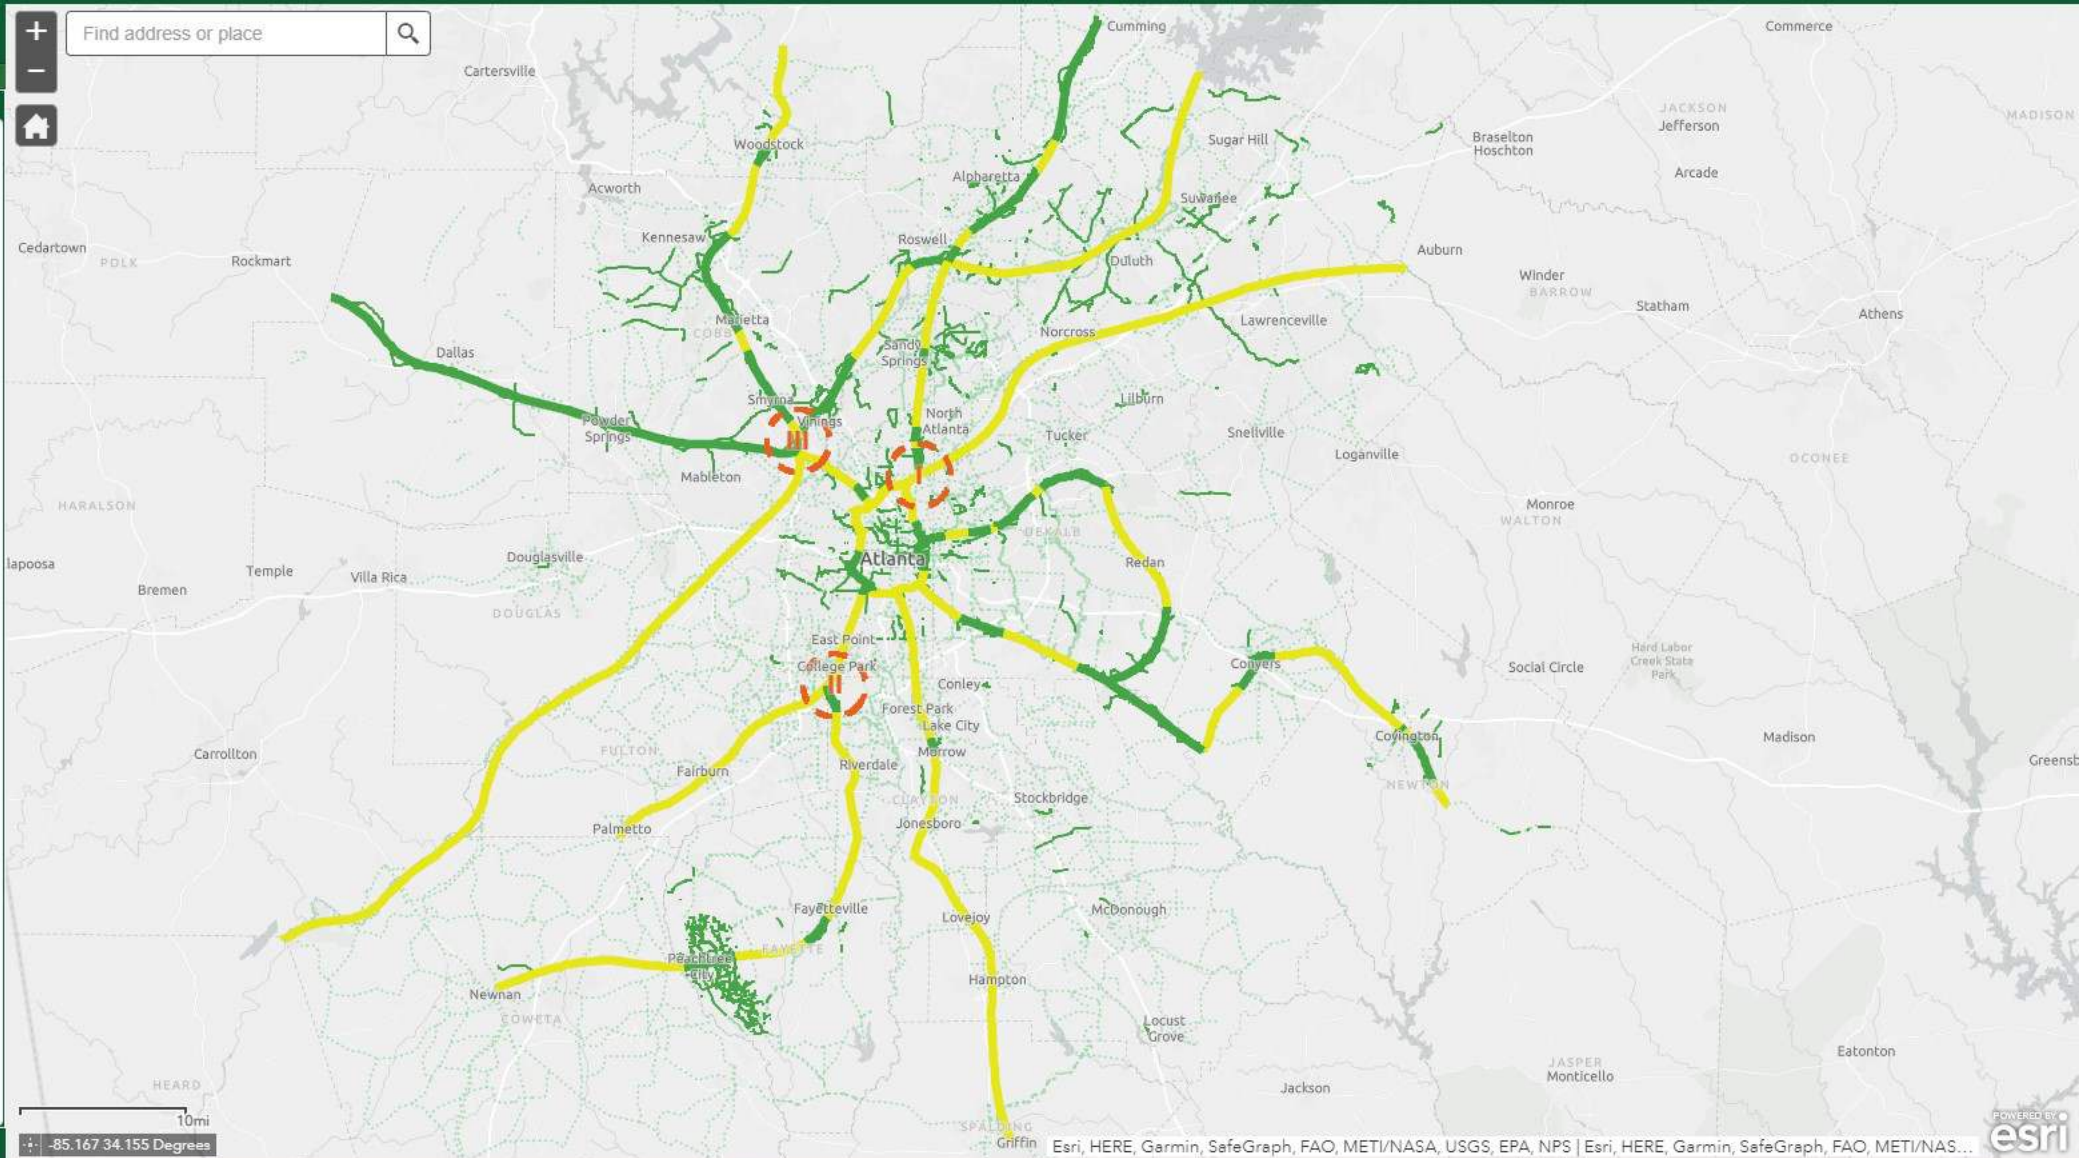 +
Find address or place
−
Cumming
Commerce
Cartersville
JACKSON
Jefferson
MADISON
Woodstock
Sugar Hill
Braselton
Hoschton
Alpharetta
Arcade
Acworth
Suwanee
Kennesaw
Roswell
Cedartown
POLK
Rockmart
Duluth
Auburn
Winder
BARROW
Statham
Athens
Marietta
COBB
Norcross
Lawrenceville
Sandy
Springs
Dallas
Smyrna
Lilburn
Powder
Springs
Vinings
North
Atlanta
Tucker
Snellville
III
Loganville
OCONEE
Mableton
I
HARALSON
Monroe
WALTON
DEKALB
Douglasville
Atlanta
Redan
lapoosa
Temple
Villa Rica
Bremen
DOUGLAS
East Point
College Park
Conyers
Social Circle
Hard Labor
Creek State
Park
II
Conley
Forest Park
Lake City
Morrow
Covington
Madison
Carrollton
FULTON
Fairburn
Riverdale
Greensb
NEWTON
CLAYTON
Stockbridge
Palmetto
Jonesboro
Fayetteville
Lovejoy
McDonough
FAYETTE
Peachtree
City
Newnan
Hampton
COWETA
Locust
Grove
Eatonton
HEARD
JASPER
Monticello
Jackson
10mi
SPALDING
Griffin
-85.167 34.155 Degrees
Esri, HERE, Garmin, SafeGraph, FAO, METI/NASA, USGS, EPA, NPS | Esri, HERE, Garmin, SafeGraph, FAO, METI/NAS...
POWERED BY
esri